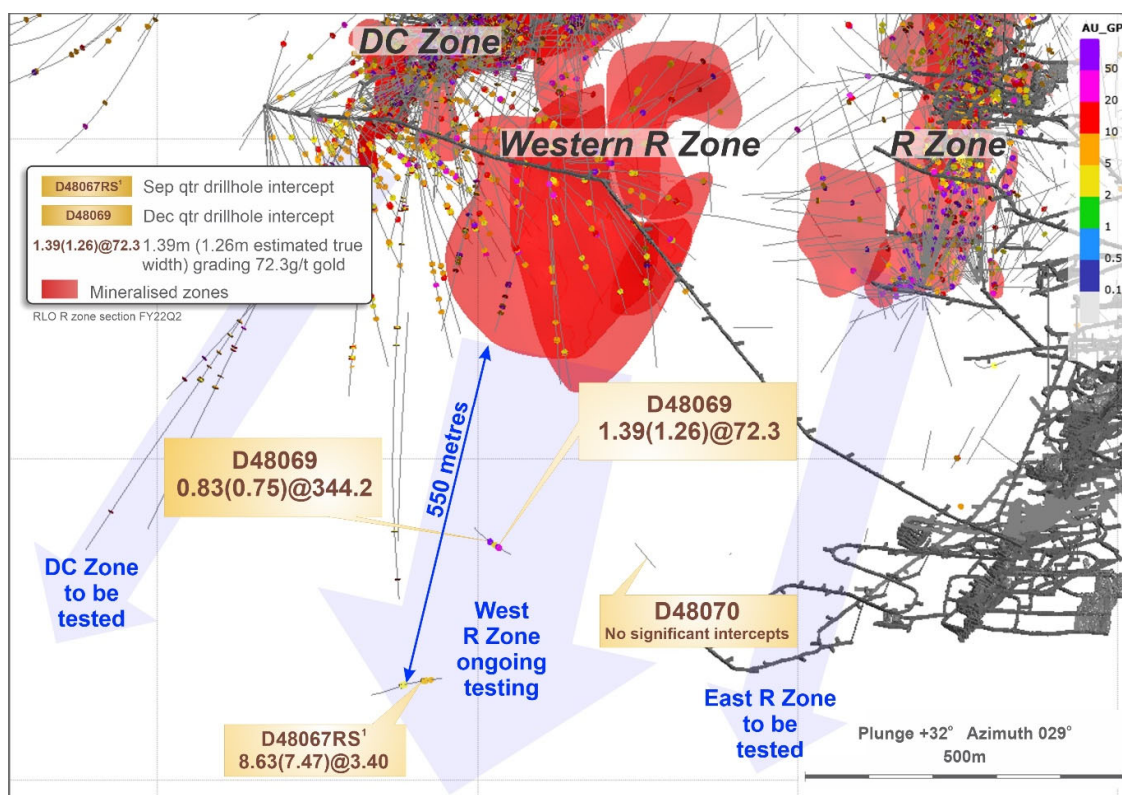 DC Zone
Western R Zone
R Zone
AU_GP
50
20
10
5
2
1
0.5
0.1
D48067RS¹ Sep qtr drillhole intercept
D48069 Dec qtr drillhole intercept
1.39(1.26)@72.3 1.39m (1.26m estimated true
width) grading 72.3g/t gold
Mineralised zones
RLO R zone section FY22Q2
D48069
1.39(1.26)@72.3
D48069
0.83(0.75)@344.2
550 metres
DC Zone
to be
tested
West
R Zone
ongoing
testing
D48070
No significant intercepts
East R Zone
to be
tested
D48067RS¹
8.63(7.47)@3.40
Plunge +32° Azimuth 029°
500m